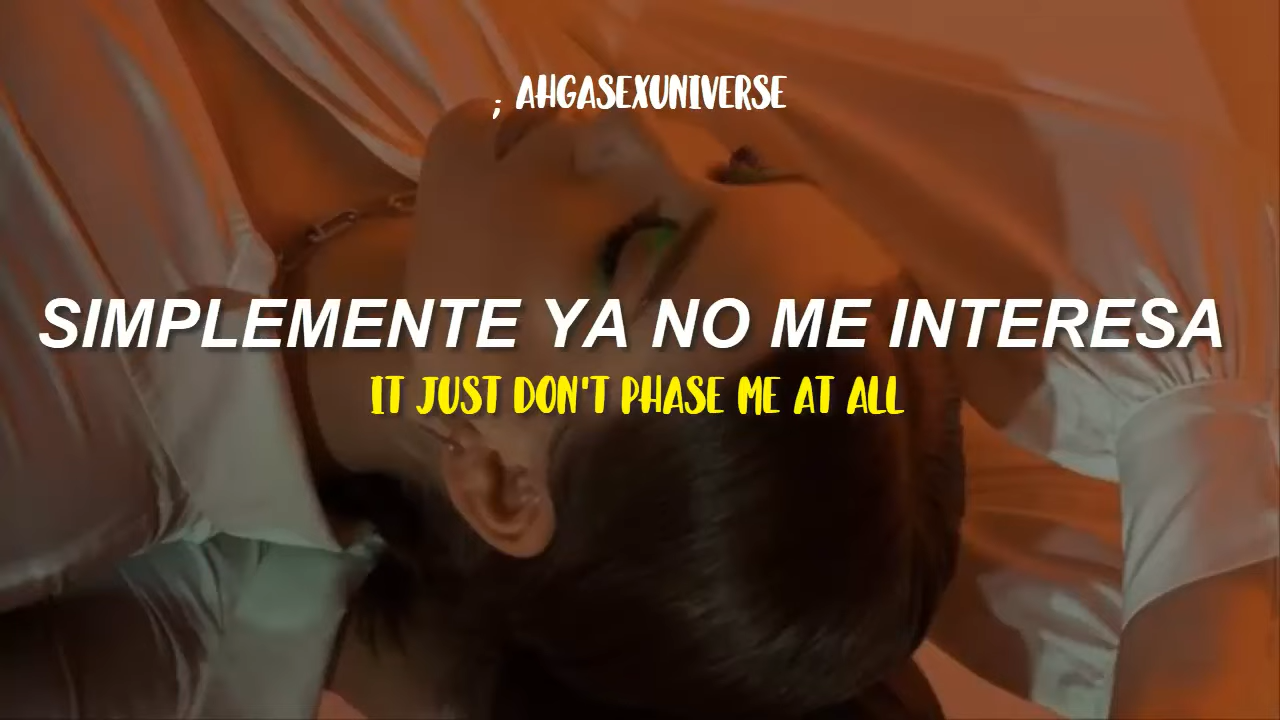 ; AHGASEXUNIVERSE
SIMPLEMENTE YA NO ME INTERESA
IT JUST DON'T PHASE ME AT ALL